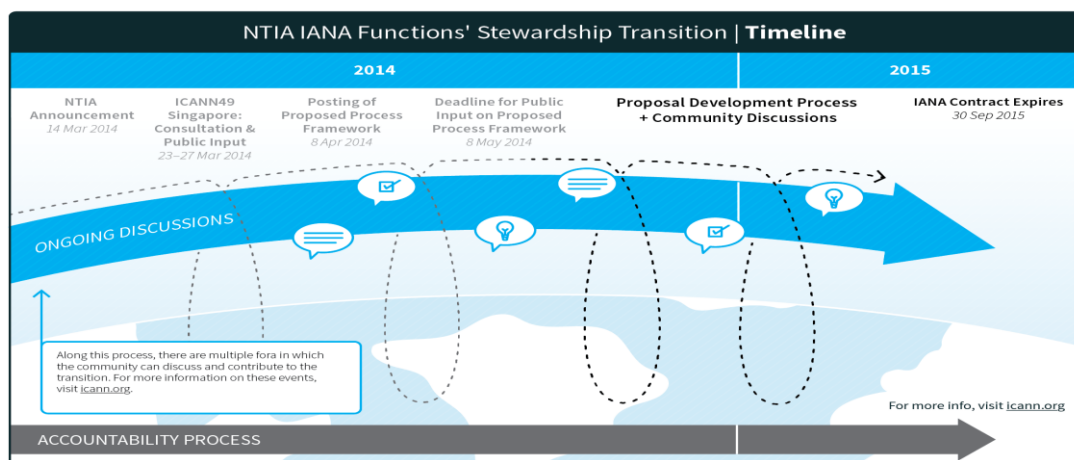 NTIA IANA Functions' Stewardship Transition | Timeline
2014
2015
NTIA
Announcement
14 Mar 2014
ICANN49
Singapore:
Consultation &
Public Input
23–27 Mar 2014
Posting of
Proposed Process
Framework
8 Apr 2014
Deadline for Public
Input on Proposed
Process Framework
8 May 2014
Proposal Development Process
+ Community Discussions
IANA Contract Expires
30 Sep 2015
ONGOING DISCUSSIONS
Along this process, there are multiple fora in which
the community can discuss and contribute to the
transition. For more information on these events,
visit icann.org.
For more info, visit icann.org
ACCOUNTABILITY PROCESS